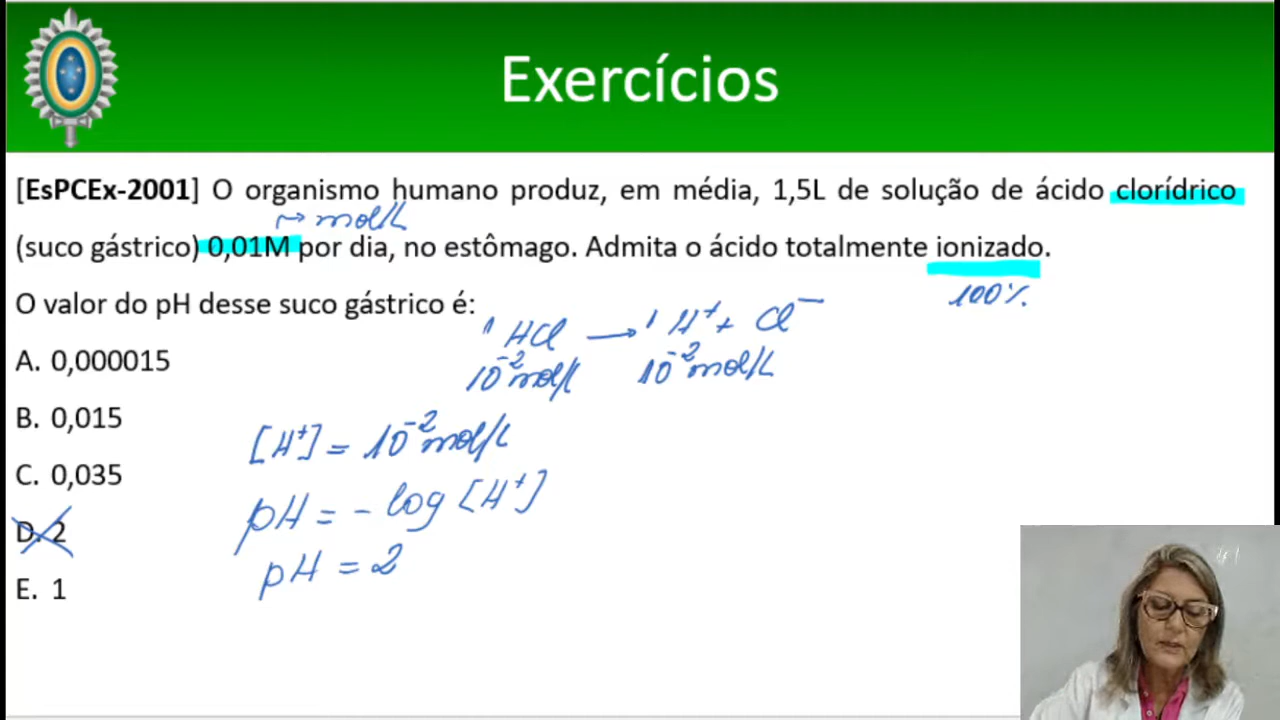 Exercícios
[EsPCEx-2001] O organismo humano produz, em média, 1,5L de solução de ácido clorídrico
↦ mol/L
(suco gástrico) 0,01M por dia, no estômago. Admita o ácido totalmente ionizado.
100%
O valor do pH desse suco gástrico é:
1 HCl → 1 H⁺ + Cl⁻
10⁻² mol/L 10⁻² mol/L
A. 0,000015
B. 0,015
[H⁺] = 10⁻² mol/L
C. 0,035
pH = - log [H⁺]
D. 2
pH = 2
E. 1